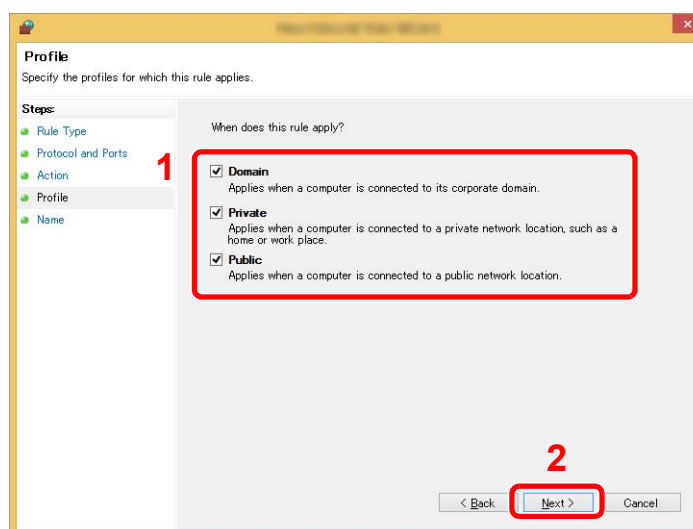 Profile
Specify the profiles for which this rule applies.
Steps:
Rule Type
Protocol and Ports
Action
Profile
Name
When does this rule apply?
1
Domain
Applies when a computer is connected to its corporate domain.
Private
Applies when a computer is connected to a private network location, such as a
home or work place.
Public
Applies when a computer is connected to a public network location.
2
< Back
Next >
Cancel